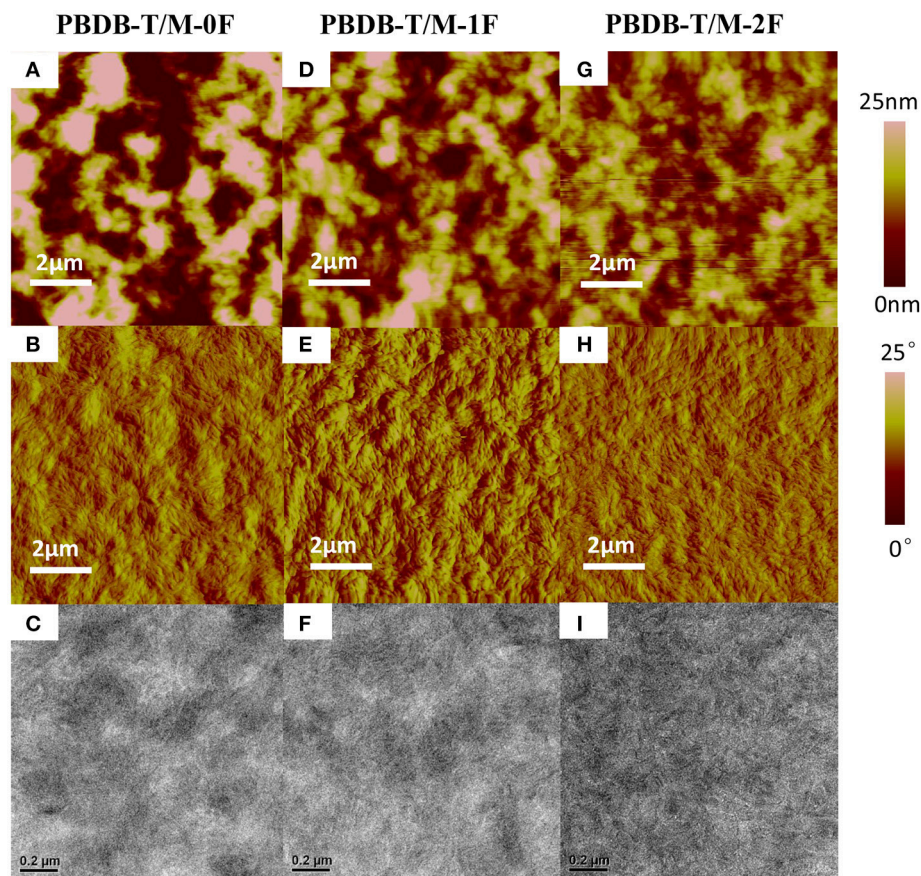 PBDB-T/M-0F
PBDB-T/M-1F
PBDB-T/M-2F
A
D
G
25nm
2μm
2μm
2μm
0nm
B
E
H
25°
2μm
2μm
2μm
0°
C
F
I
0.2 μm
0.2 μm
0.2 μm